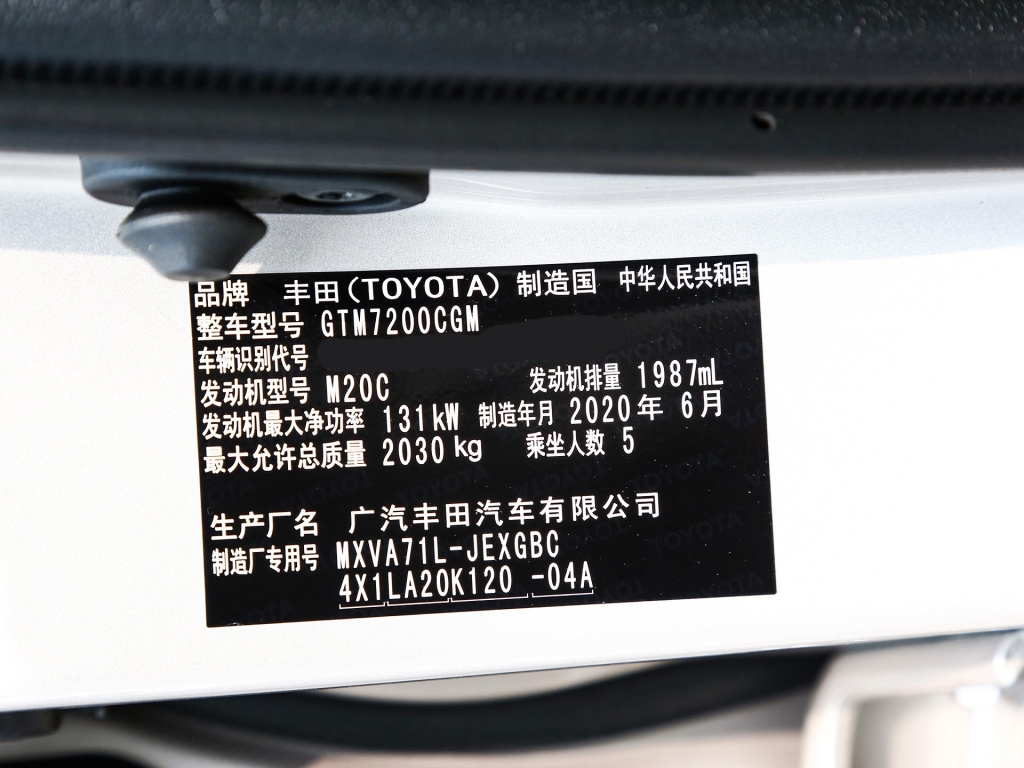 品牌 丰田(TOYOTA) 制造国 中华人民共和国
整车型号 GTM7200CGM
车辆识别代号
发动机型号 M20C 发动机排量 1987mL
发动机最大净功率 131kW 制造年月 2020年 6月
最大允许总质量 2030kg 乘坐人数 5
生产厂名 广汽丰田汽车有限公司
制造厂专用号 MXVA71L-JEXGBC
4X1LA20K120 -04A